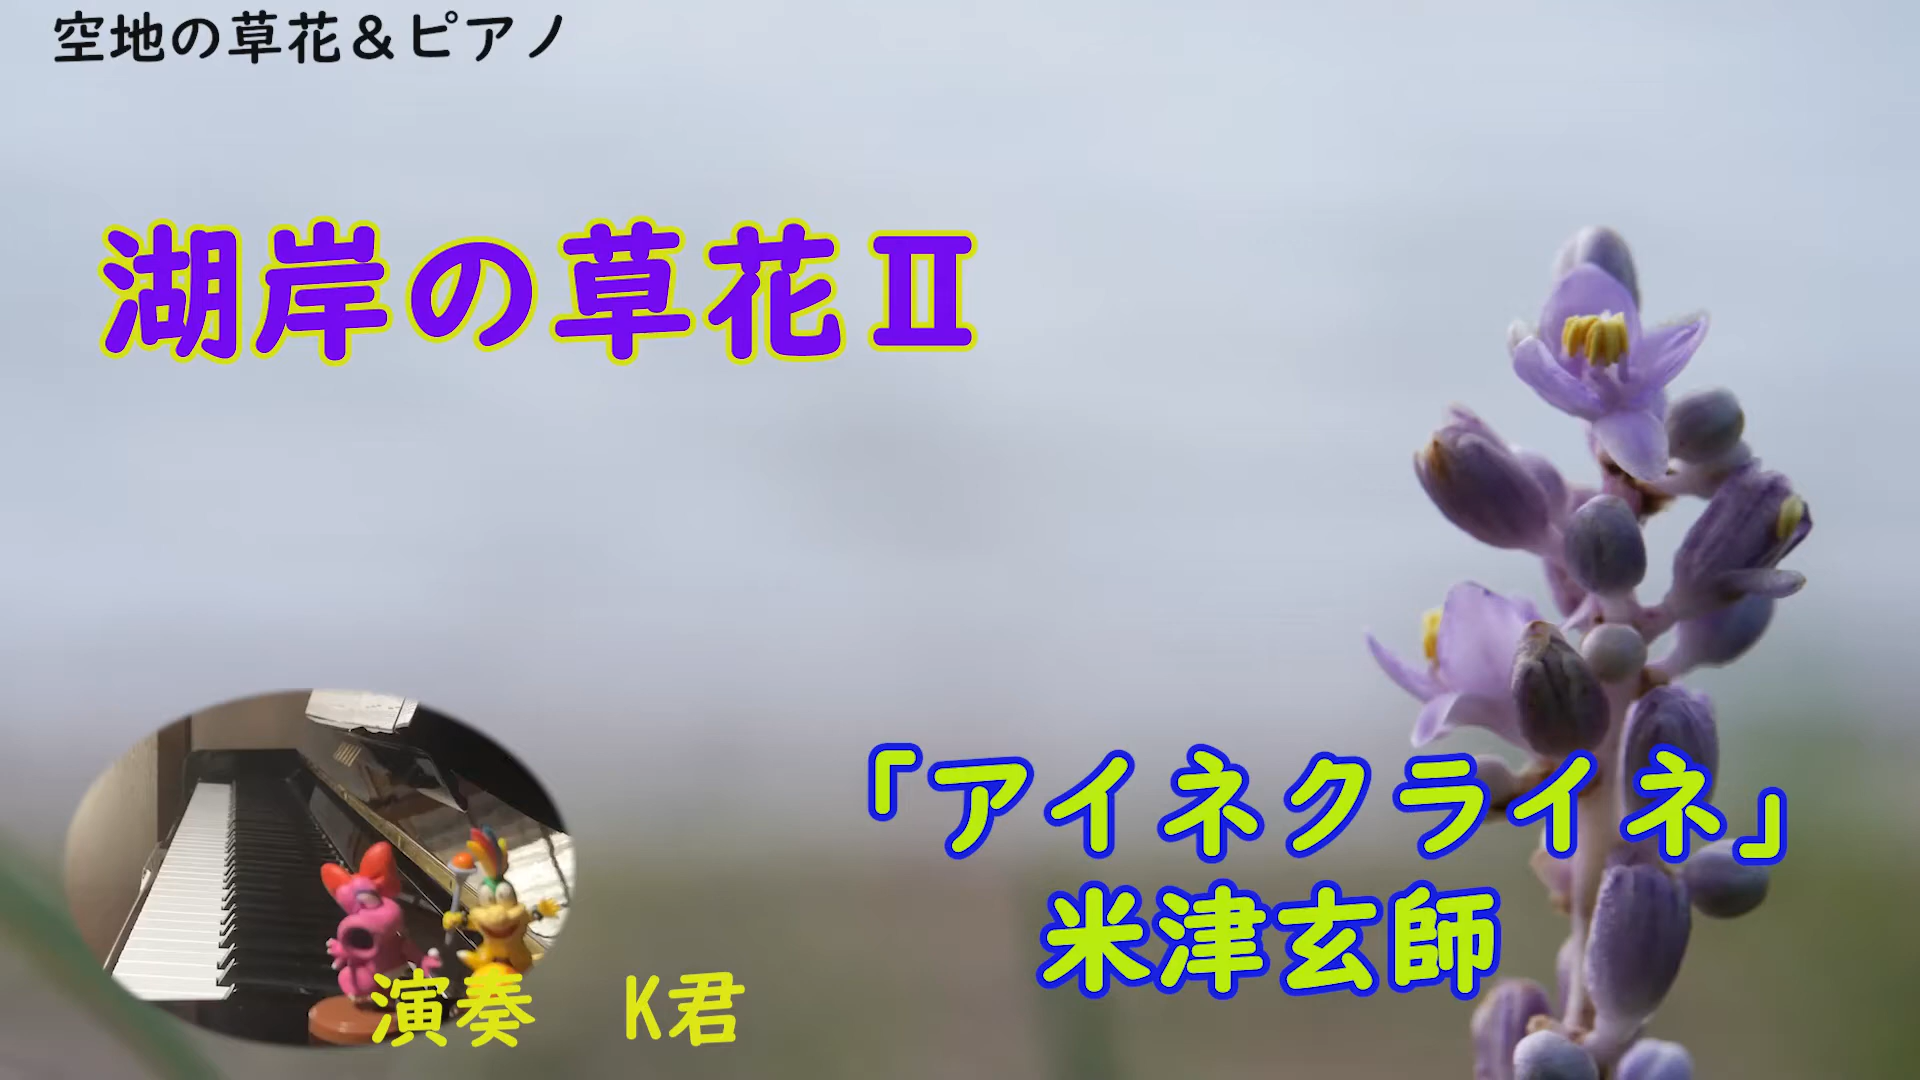 空地の草花＆ピアノ
湖岸の草花Ⅱ
「アイネクライネ」
米津玄師
演奏　K君